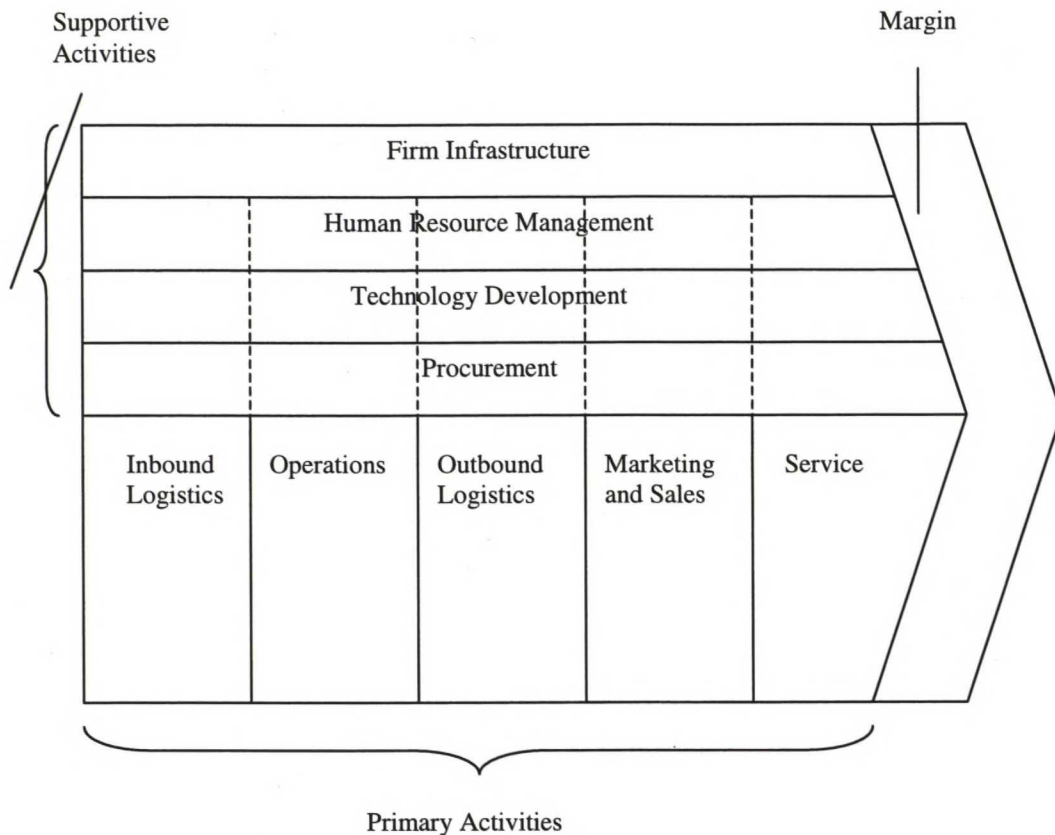 Supportive
Activities
Margin
Firm Infrastructure
Human Resource Management
Technology Development
Procurement
Inbound
Logistics
Operations
Outbound
Logistics
Marketing
and Sales
Service
Primary Activities